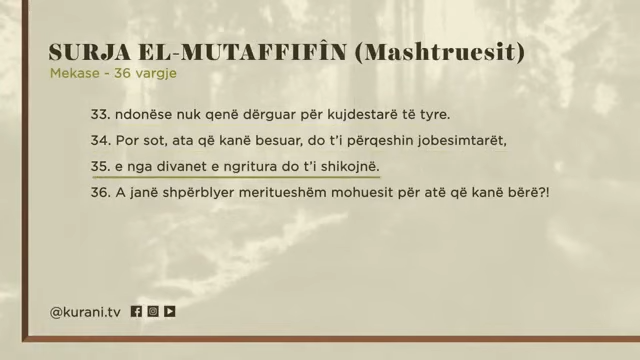 SURJA EL-MUTAFFIFÎN (Mashtruesit)
Mekase - 36 vargje
33. ndonëse nuk qenë dërguar për kujdestarë të tyre.
34. Por sot, ata që kanë besuar, do t'i përqeshin jobesimtarët,
35. e nga divanet e ngritura do t'i shikojnë.
36. A janë shpërblyer meritueshëm mohuesit për atë që kanë bërë?!
@kurani.tv